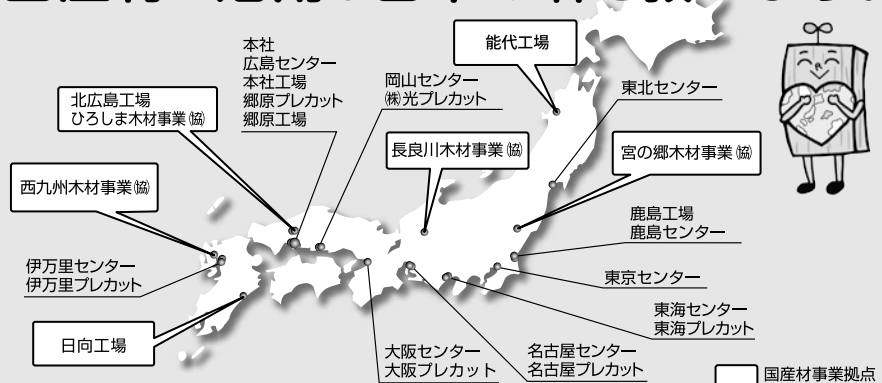 能代工場
本社
広島センター
本社工場
郷原プレカット
郷原工場
岡山センター
㈱光プレカット
東北センター
北広島工場
ひろしま木材事業㈿
長良川木材事業㈿
宮の郷木材事業㈿
西九州木材事業㈿
鹿島工場
鹿島センター
伊万里センター
伊万里プレカット
東京センター
東海センター
東海プレカット
日向工場
大阪センター
大阪プレカット
名古屋センター
名古屋プレカット
国産材事業拠点